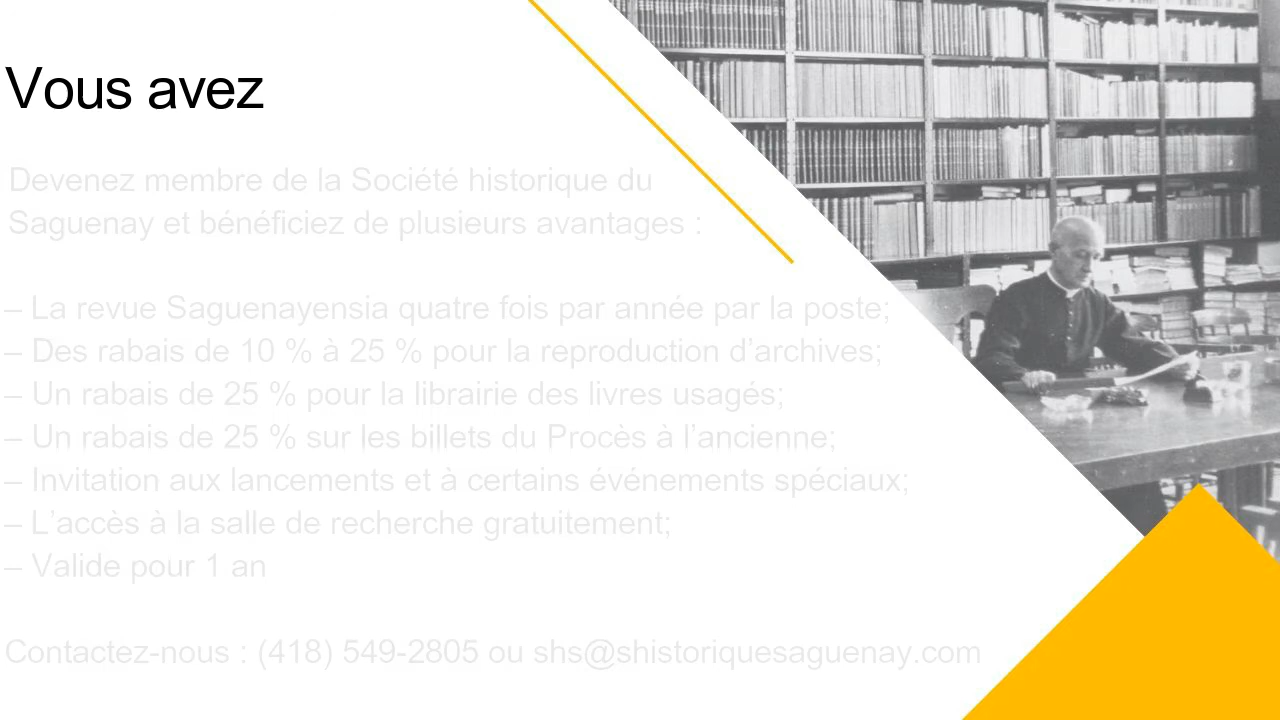 Vous avez
Devenez membre de la Société historique du
Saguenay et bénéficiez de plusieurs avantages :
– La revue Saguenayensia quatre fois par année par la poste;
– Des rabais de 10 % à 25 % pour la reproduction d’archives;
– Un rabais de 25 % pour la librairie des livres usagés;
– Un rabais de 25 % sur les billets du Procès à l’ancienne;
– Invitation aux lancements et à certains événements spéciaux;
– L’accès à la salle de recherche gratuitement;
– Valide pour 1 an
Contactez-nous : (418) 549-2805 ou shs@shistoriquesaguenay.com